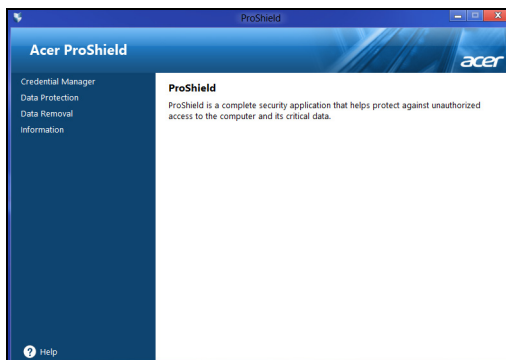 ProShield
Acer ProShield
acer
Credential Manager
Data Protection
Data Removal
Information
ProShield
ProShield is a complete security application that helps protect against unauthorized
access to the computer and its critical data.
? Help